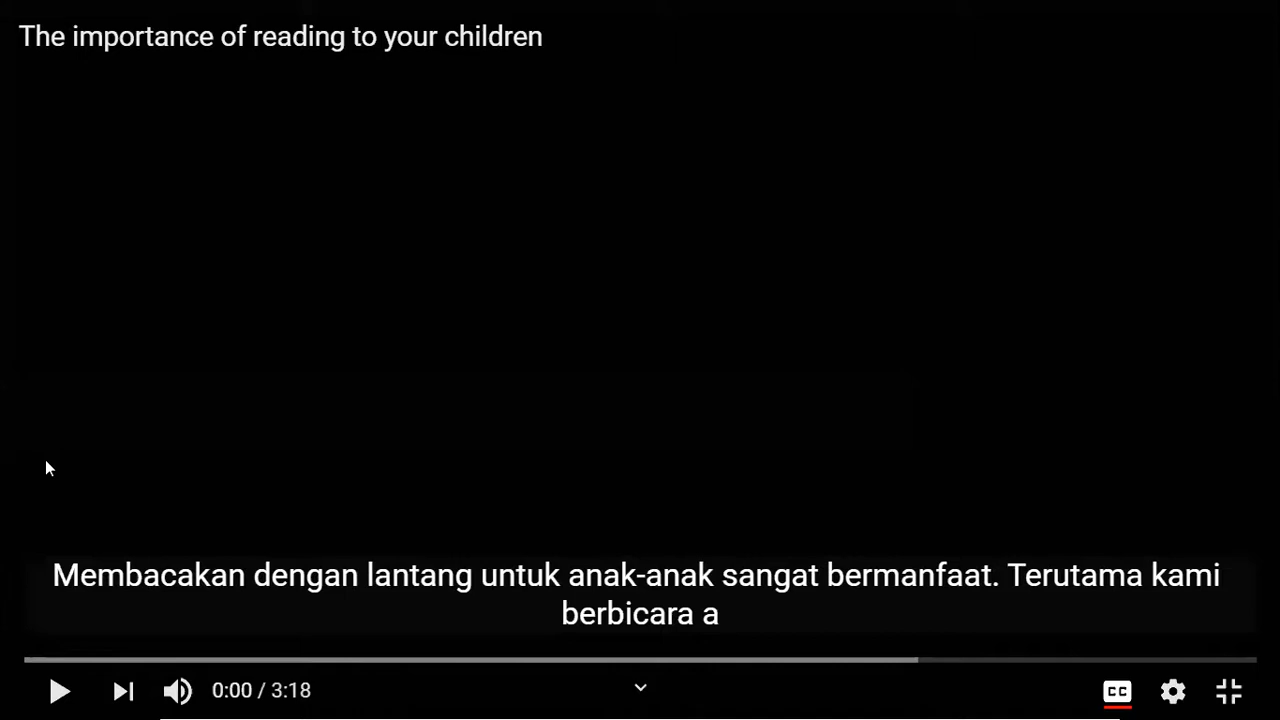 The importance of reading to your children
Membacakan dengan lantang untuk anak-anak sangat bermanfaat. Terutama kami
berbicara a
0:00 / 3:18
CC